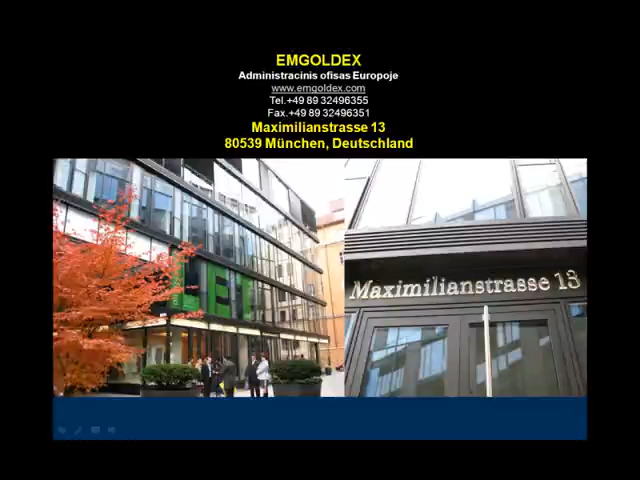 EMGOLDEX
Administracinis ofisas Europoje
www.emgoldex.com
Tel.+49 89 32496355
Fax.+49 89 32496351
Maximilianstrasse 13
80539 München, Deutschland
Maximilianstrasse 13